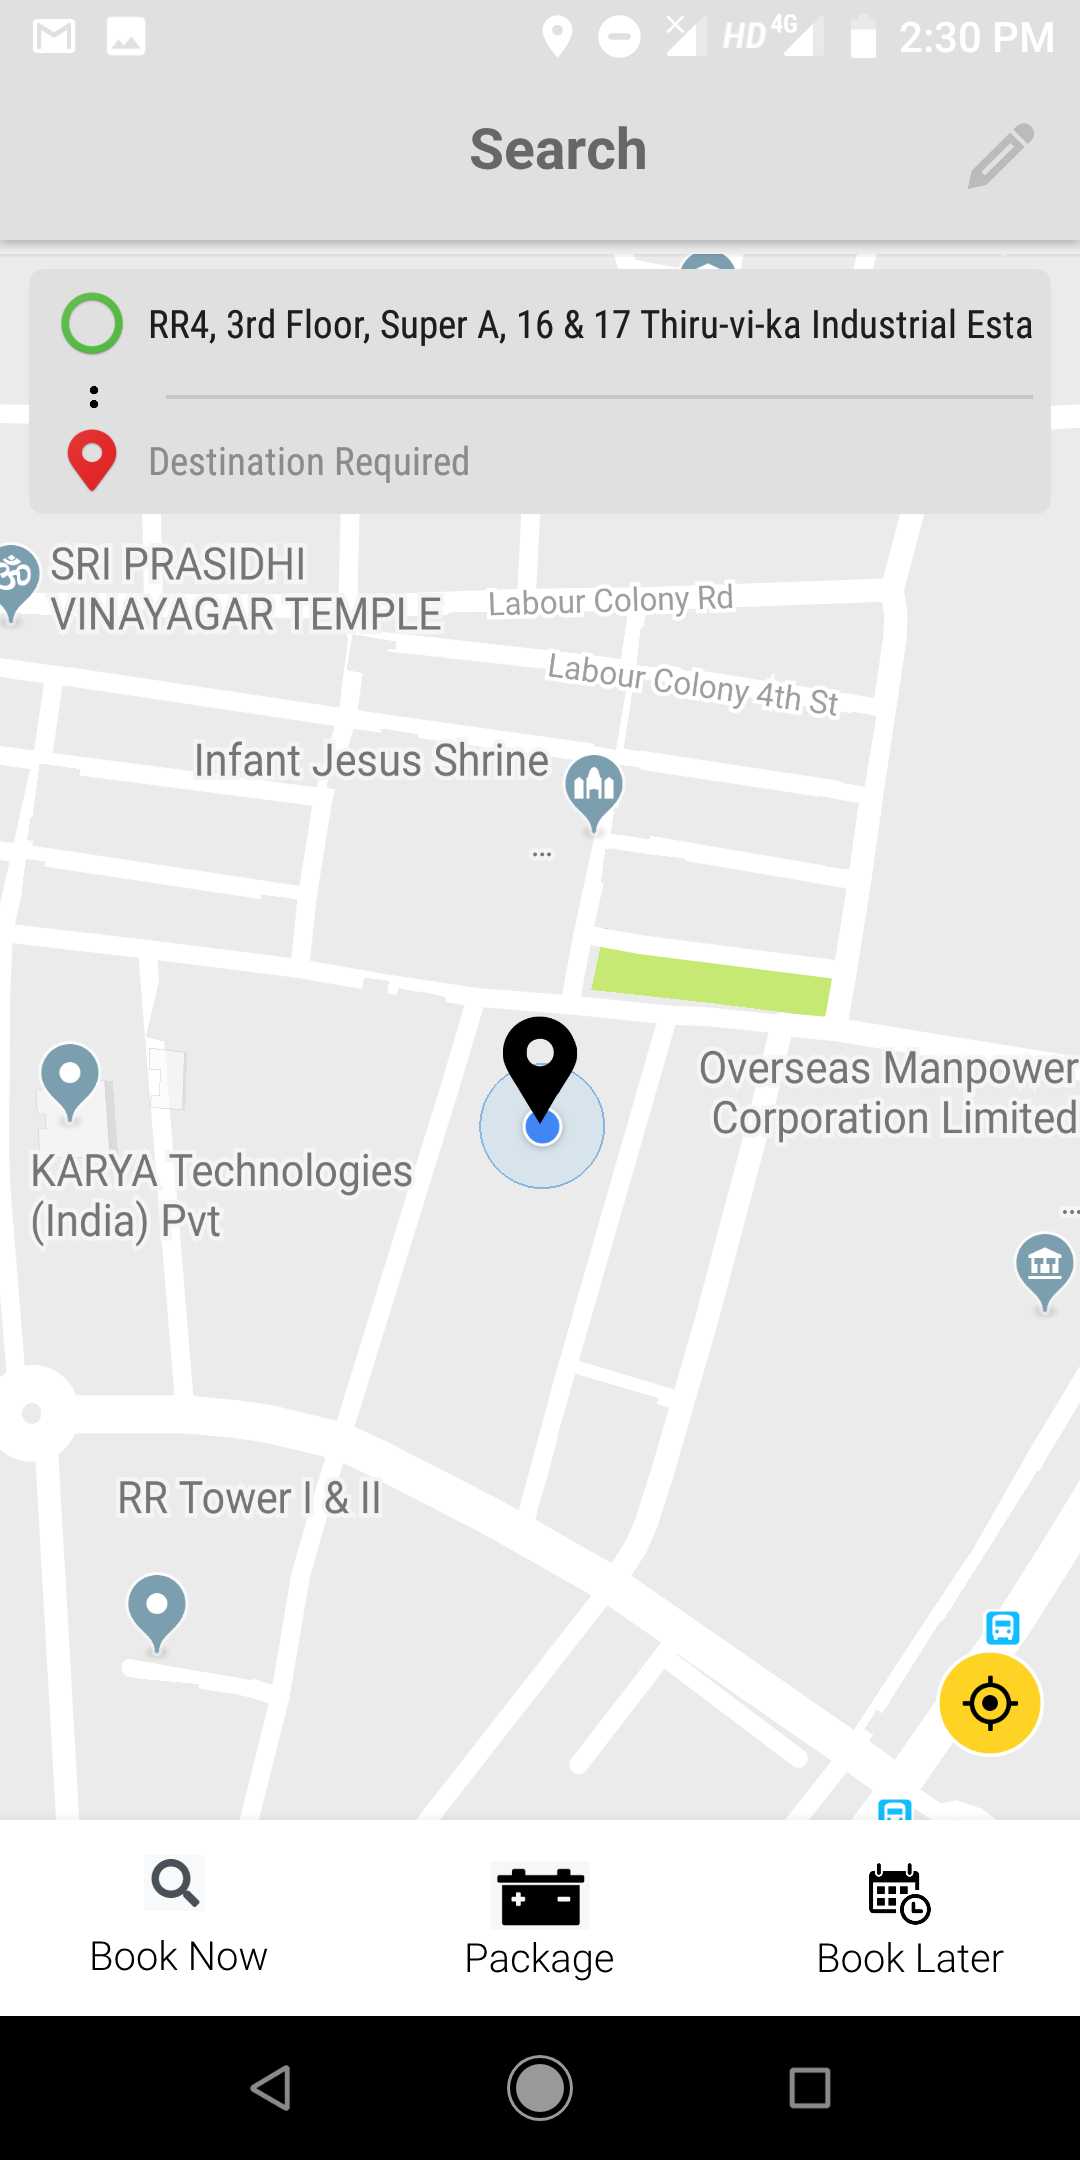 HD 4G 2:30 PM
Search
RR4, 3rd Floor, Super A, 16 & 17 Thiru-vi-ka Industrial Esta
Destination Required
SRI PRASIDHI
VINAYAGAR TEMPLE
Labour Colony Rd
Labour Colony 4th St
Infant Jesus Shrine
...
Overseas Manpower
Corporation Limited
KARYA Technologies
(India) Pvt
...
RR Tower I & II
Book Now
Package
Book Later